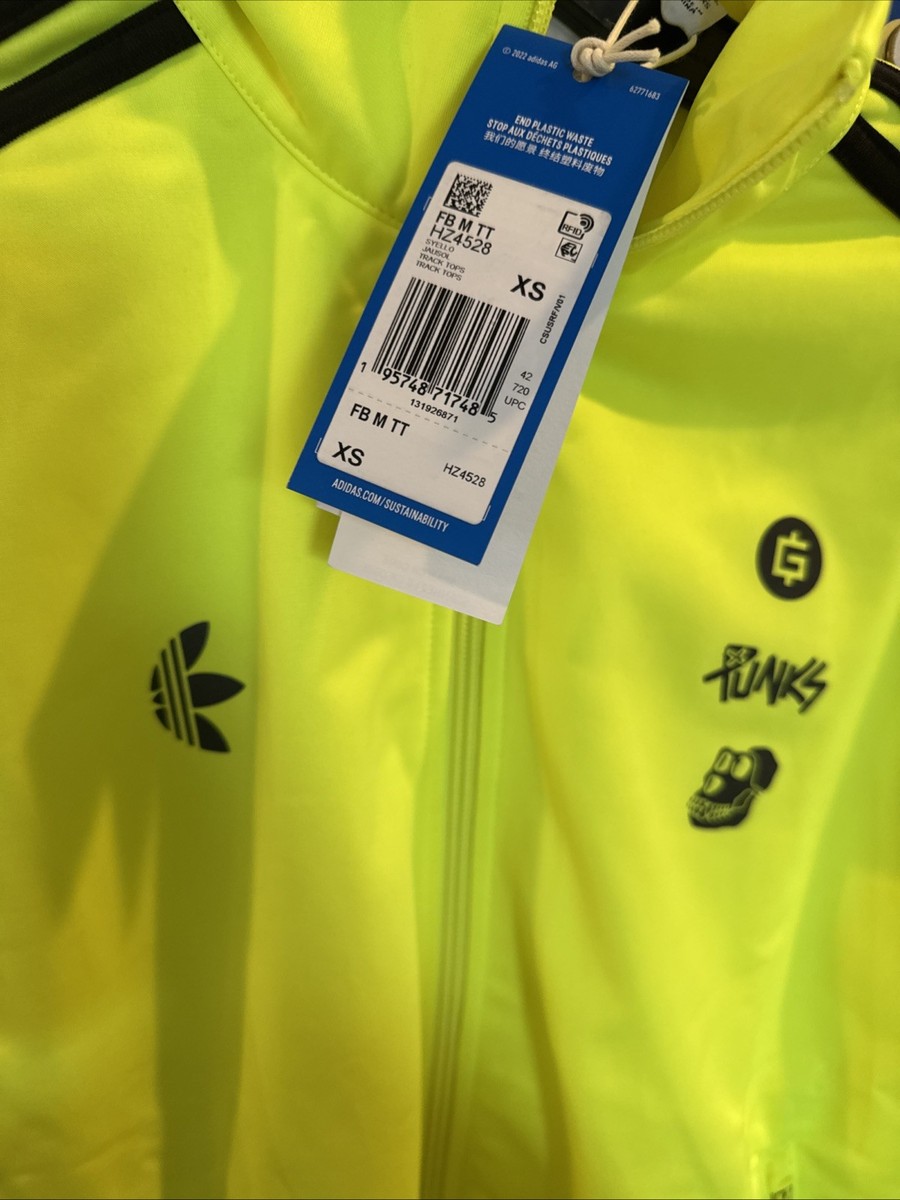 © 2022 adidas AG
62771683
END PLASTIC WASTE
STOP AUX DÉCHETS PLASTIQUES
我们的愿景 终结塑料废物
FB M TT
HZ4528
SYELLO
JAUSOL
TRACK TOPS
TRACK TOPS
RFID
XS
CSUSRF/V01
1 95748 71748 5
131926871
42
720
UPC
FB M TT
XS
HZ4528
ADIDAS.COM/SUSTAINABILITY
G
PUNKS